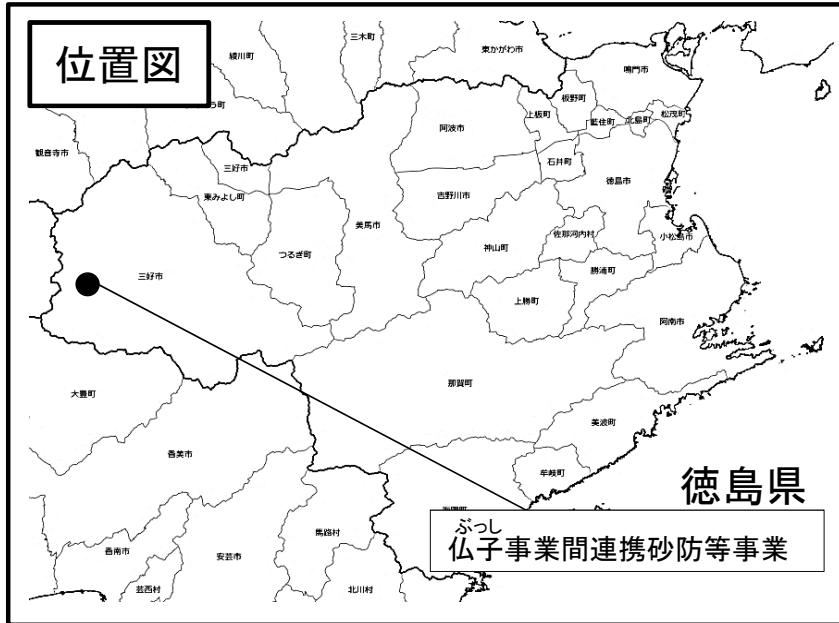 位置図
綾川町
三木町
東かがわ市
鳴門市
板野町
上板町
藍住町
北島町
松茂町
う町
阿波市
観音寺市
三好市
石井町
徳島市
東みよし町
吉野川市
美馬市
佐那河内村
小松島市
神山町
つるぎ町
三好市
勝浦町
上勝町
阿南市
那賀町
大豊町
美波町
香美市
牟岐町
徳島県
ぶっし
仏子事業間連携砂防等事業
馬路村
香南市
安芸市
芸西村
北川村